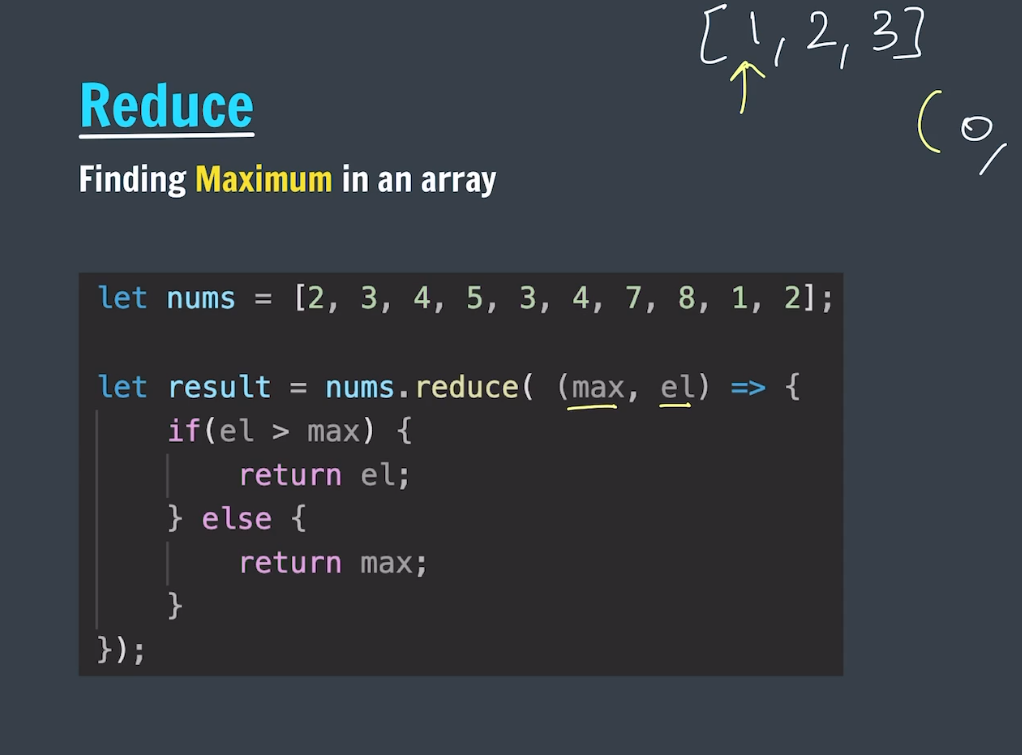 [1, 2, 3]
(0,
Reduce
Finding Maximum in an array
let nums = [2, 3, 4, 5, 3, 4, 7, 8, 1, 2];
let result = nums.reduce( (max, el) => {
if(el > max) {
return el;
} else {
return max;
}
});